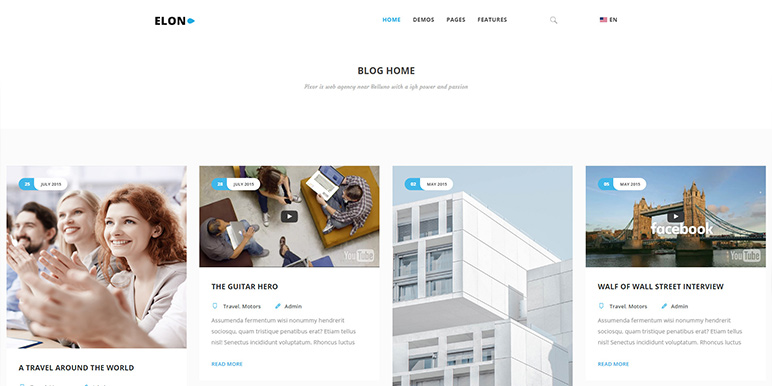 ELON
HOME DEMOS PAGES FEATURES
EN
BLOG HOME
Pixor is web agency near Belluno with a high power and passion
25 JULY 2015
JULY 2015
02 MAY 2015
05 MAY 2015
YouTube
facebook
YouTube
THE GUITAR HERO
Travel, Motors Admin
Assumenda fermentum wisi nonummy hendrerit
sociosqu, quam tristique penatibus erat? Etiam tellus
nisl! Senectus incididunt voluptatum, Rhoncus luctus
READ MORE
WALF OF WALL STREET INTERVIEW
Travel, Motors Admin
Assumenda fermentum wisi nonummy hendrerit
sociosqu, quam tristique penatibus erat? Etiam tellus
nisl! Senectus incididunt voluptatum, Rhoncus luctus
READ MORE
A TRAVEL AROUND THE WORLD